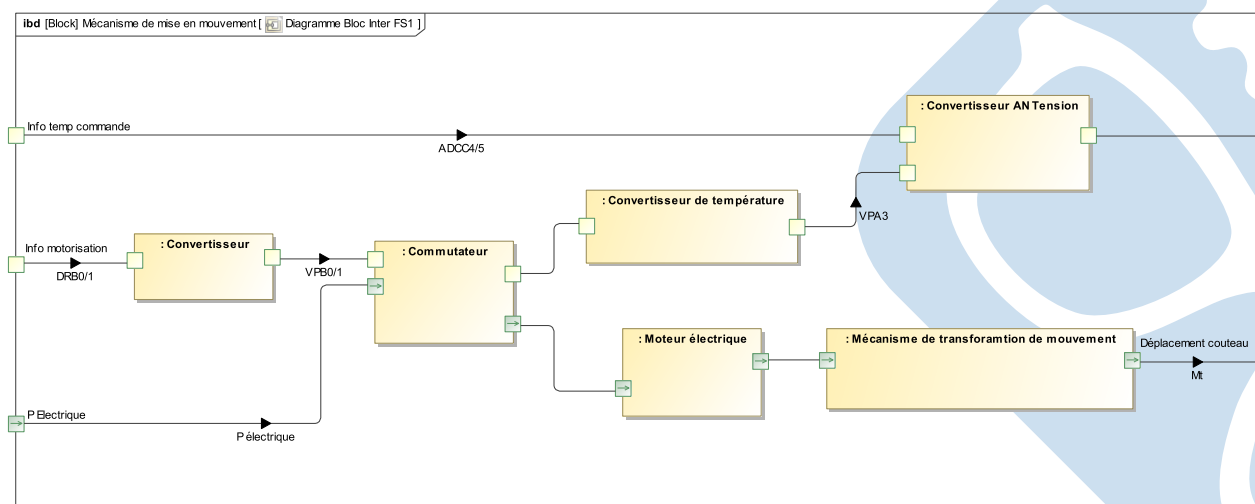 ibd [Block] Mécanisme de mise en mouvement [ Diagramme Bloc Inter FS1 ]
: Convertisseur AN Tension
Info temp commande
ADCC4/5
: Convertisseur de température
VPA3
Info motorisation
DRB0/1
: Convertisseur
VPB0/1
: Commutateur
: Moteur électrique
: Mécanisme de transforamtion de mouvement
Déplacement couteau
Mt
P Electrique
P électrique